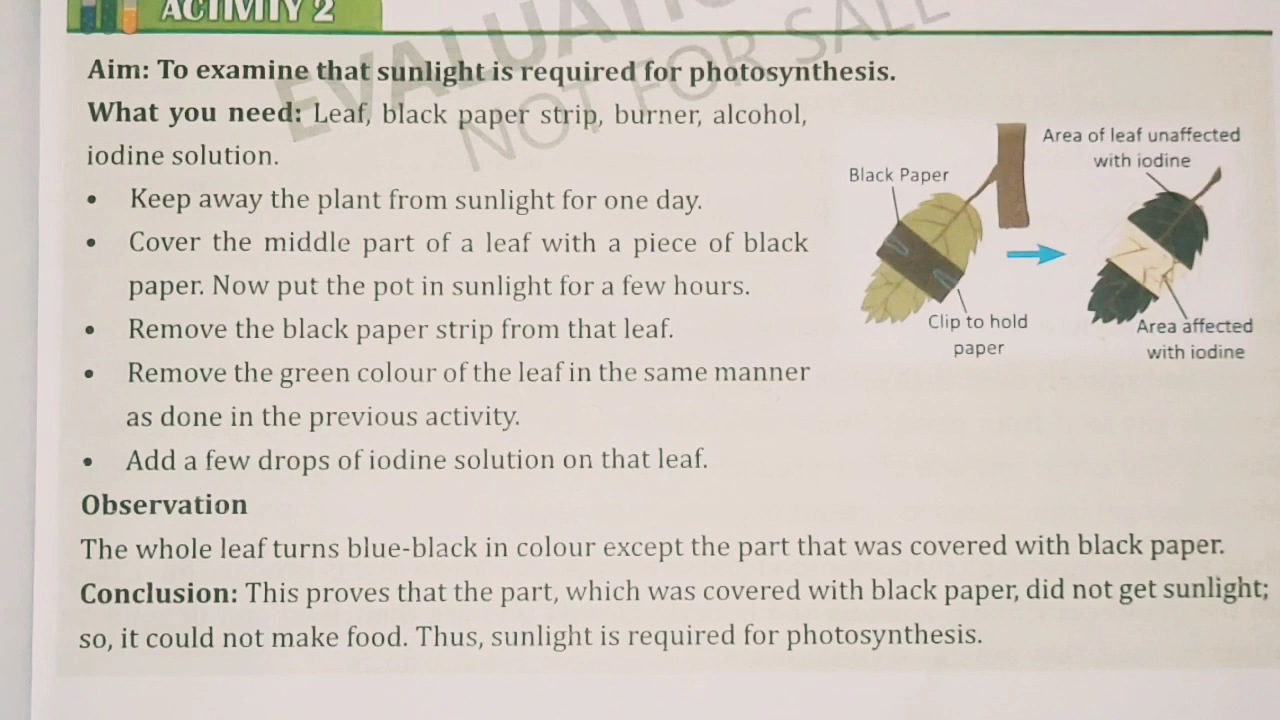 ACTIVITY 2
EVALUATION
NOT FOR SALE
Aim: To examine that sunlight is required for photosynthesis.
What you need: Leaf, black paper strip, burner, alcohol,
iodine solution.
• Keep away the plant from sunlight for one day.
• Cover the middle part of a leaf with a piece of black
paper. Now put the pot in sunlight for a few hours.
• Remove the black paper strip from that leaf.
• Remove the green colour of the leaf in the same manner
as done in the previous activity.
• Add a few drops of iodine solution on that leaf.
Black Paper
Area of leaf unaffected
with iodine
Clip to hold
paper
Area affected
with iodine
Observation
The whole leaf turns blue-black in colour except the part that was covered with black paper.
Conclusion: This proves that the part, which was covered with black paper, did not get sunlight;
so, it could not make food. Thus, sunlight is required for photosynthesis.